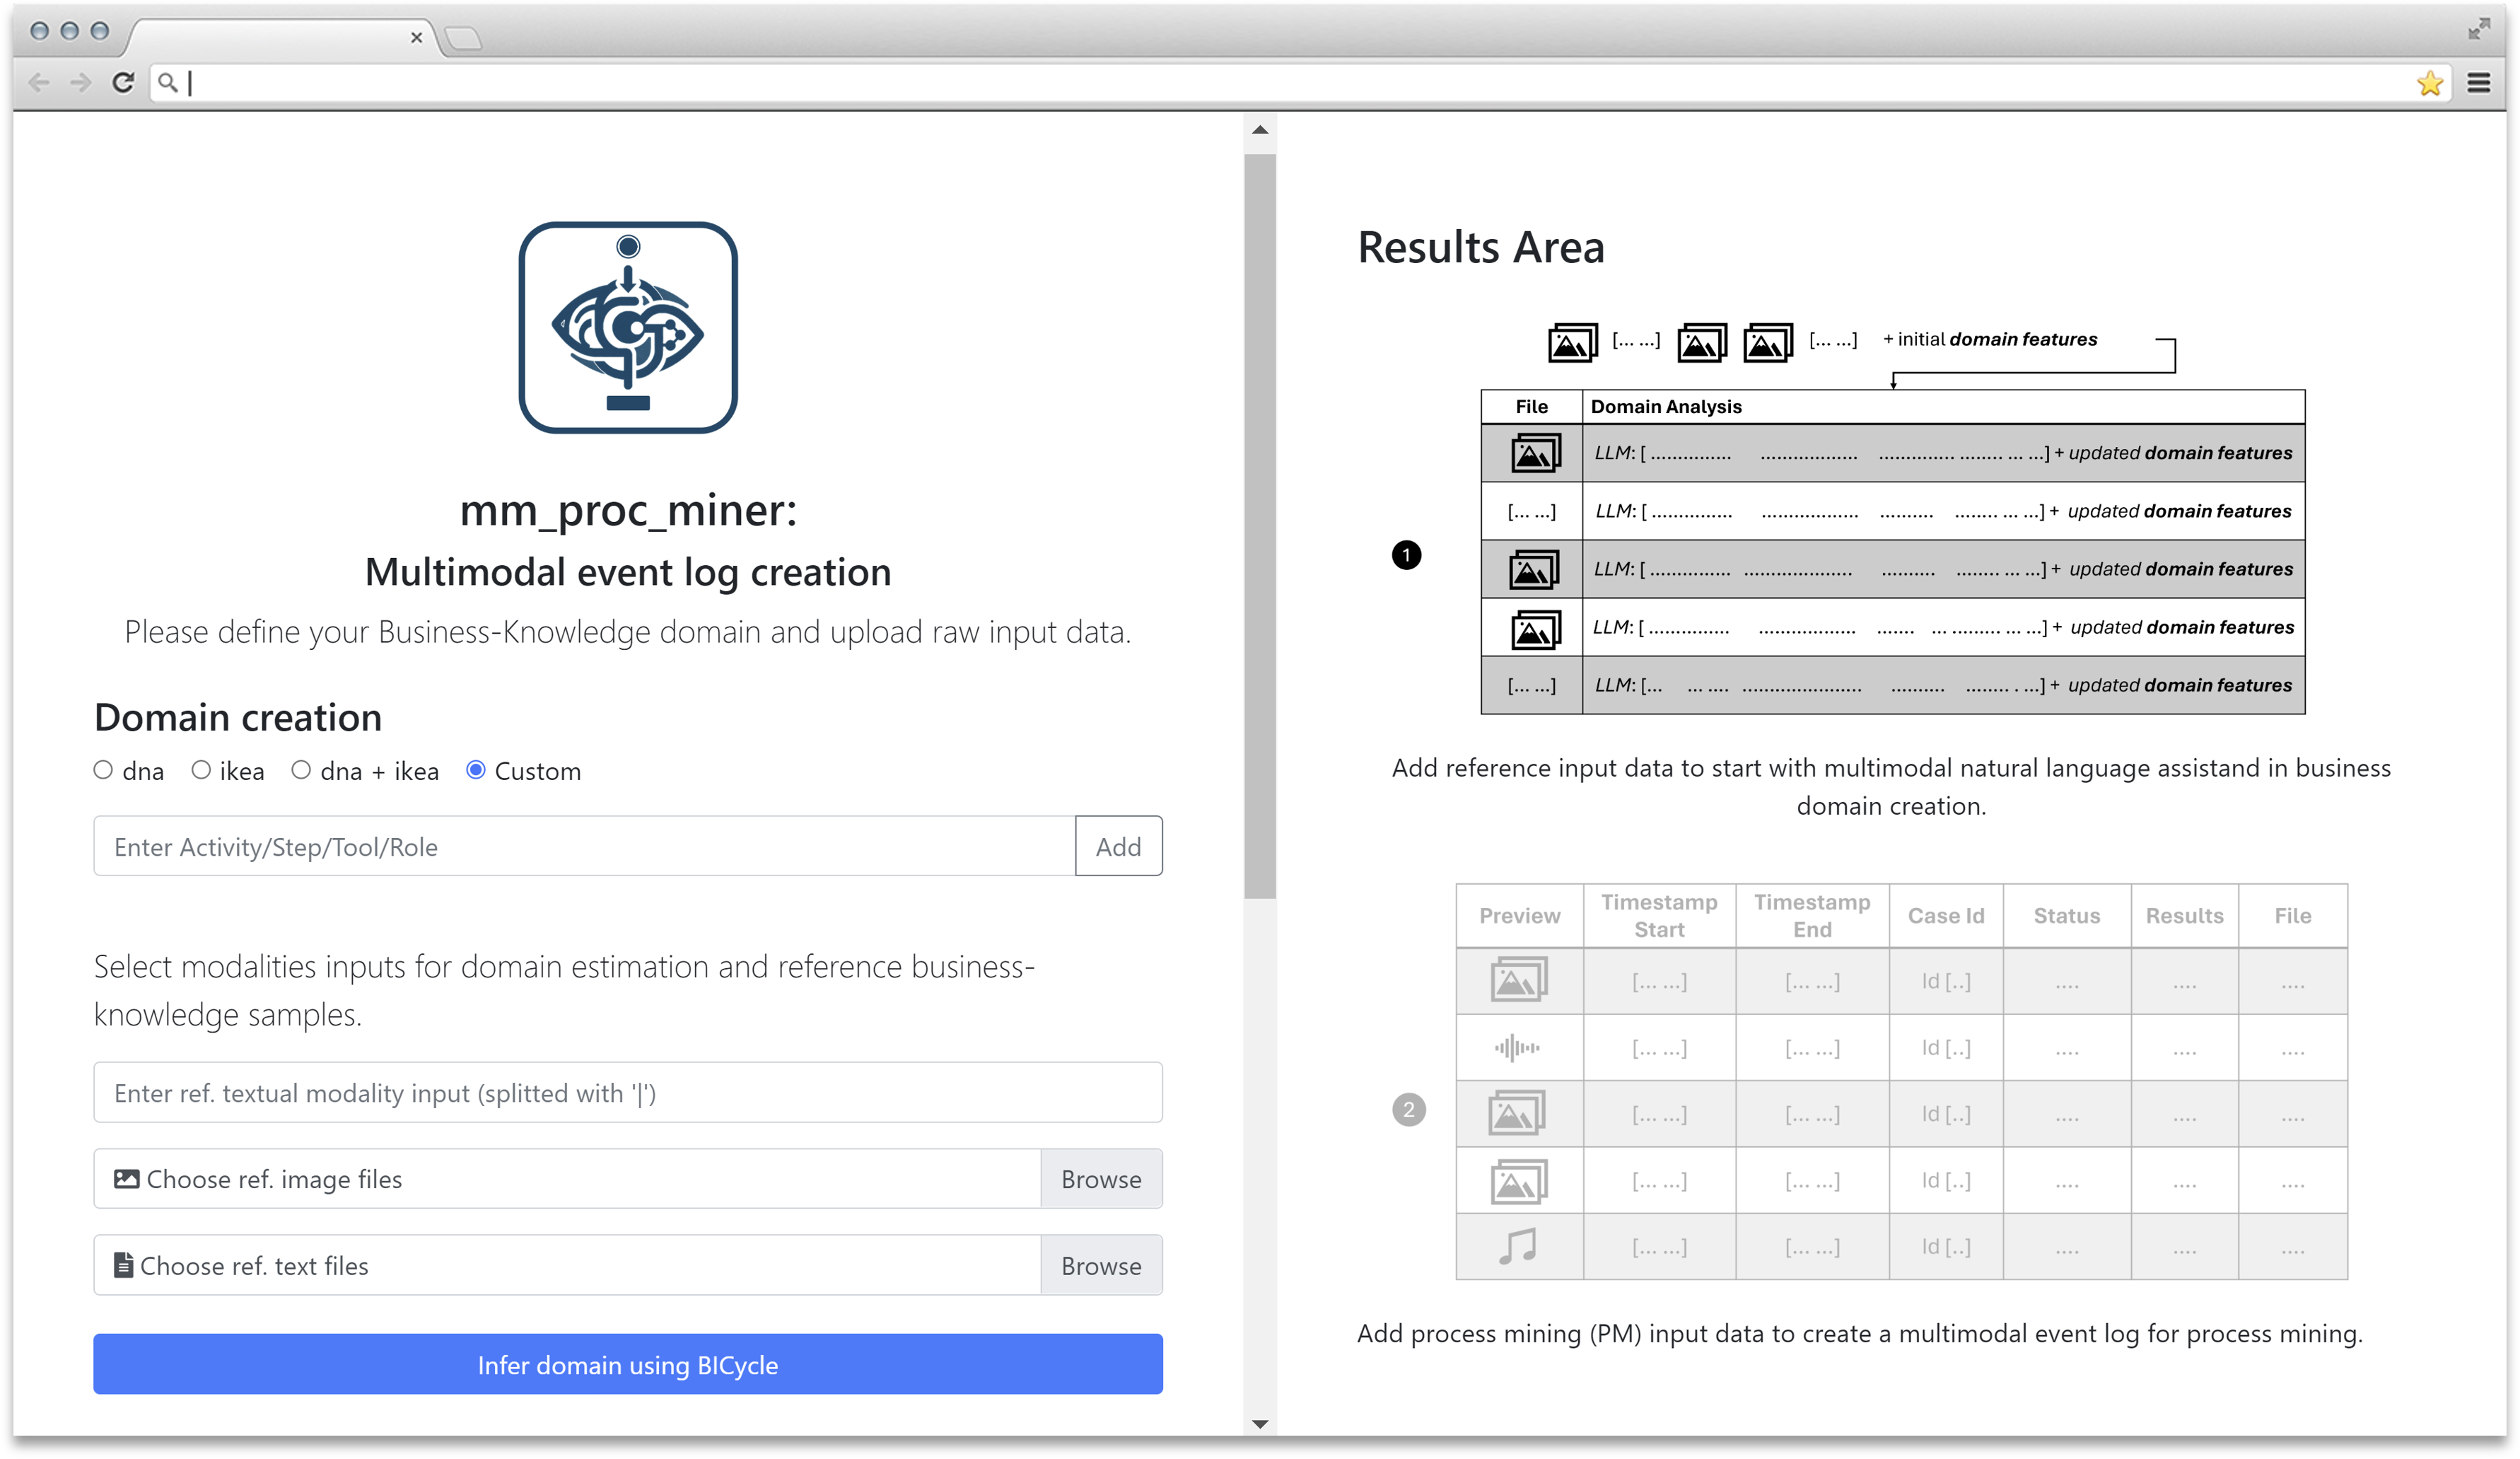 mm_proc_miner:
Multimodal event log creation
Please define your Business-Knowledge domain and upload raw input data.
Domain creation
dna ikea dna + ikea Custom
Enter Activity/Step/Tool/Role Add
Select modalities inputs for domain estimation and reference business-
knowledge samples.
Enter ref. textual modality input (splitted with '|')
Choose ref. image files Browse
Choose ref. text files Browse
Infer domain using BICycle
Results Area
[... ...] [... ...] + initial domain features
File Domain Analysis
LLM: [ ............... .................. .............. ........ ... ...] + updated domain features
[... ...] LLM: [ ............... .................. .......... ........ ... ...] + updated domain features
1
LLM: [ ............... .................... .......... ........ ... ...] + updated domain features
LLM: [ ............... .................. ....... ... ......... ... ...] + updated domain features
[... ...] LLM: [... ... .... ...................... .......... ........ . ...] + updated domain features
Add reference input data to start with multimodal natural language assistand in business
domain creation.
Preview Timestamp Start Timestamp End Case Id Status Results File
[... ...] [... ...] Id [..] .... .... ....
[... ...] [... ...] Id [..] .... .... ....
2 [... ...] [... ...] Id [..] .... .... ....
[... ...] [... ...] Id [..] .... .... ....
[... ...] [... ...] Id [..] .... .... ....
Add process mining (PM) input data to create a multimodal event log for process mining.